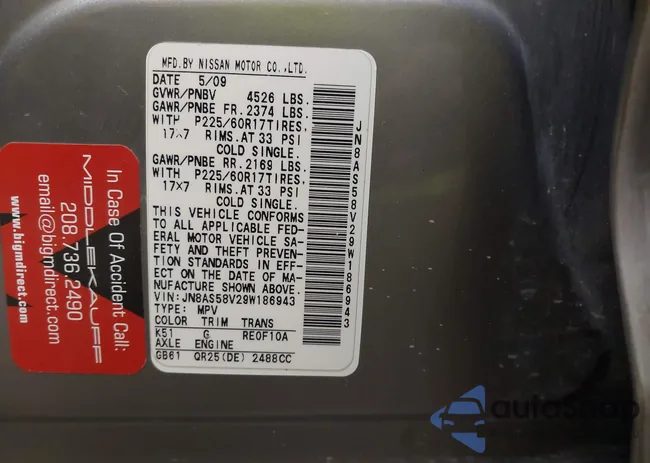 MFD.BY NISSAN MOTOR CO.,LTD.
DATE 5/09
GVWR/PNBV 4526 LBS.
GAWR/PNBE FR. 2374 LBS.
WITH P225/60R17TIRES,
17X7 RIMS.AT 33 PSI
COLD SINGLE.
GAWR/PNBE RR. 2169 LBS.
WITH P225/60R17TIRES,
17X7 RIMS.AT 33 PSI
COLD SINGLE.
THIS VEHICLE CONFORMS
TO ALL APPLICABLE FED-
ERAL MOTOR VEHICLE SA-
FETY AND THEFT PREVEN-
TION STANDARDS IN EFF-
ECT ON THE DATE OF MA-
NUFACTURE SHOWN ABOVE.
VIN:JN8AS58V29W186943
TYPE: MPV
COLOR TRIM TRANS
K51 G RE0F10A
AXLE ENGINE
GB61 QR25(DE) 2488CC
JN8AS58V29W186943
In Case Of Accident Call:
MIDDLEKAUFF
208.736.2490
email@bigmdirect.com
www.bigmdirect.com
autoShop